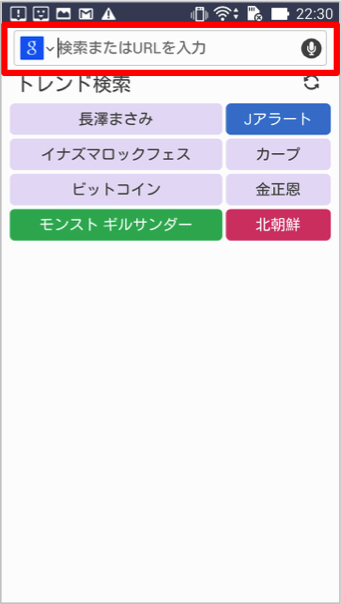 22:30
検索またはURLを入力
トレンド検索
長澤まさみ
Jアラート
イナズマロックフェス
カープ
ビットコイン
金正恩
モンスト ギルサンダー
北朝鮮